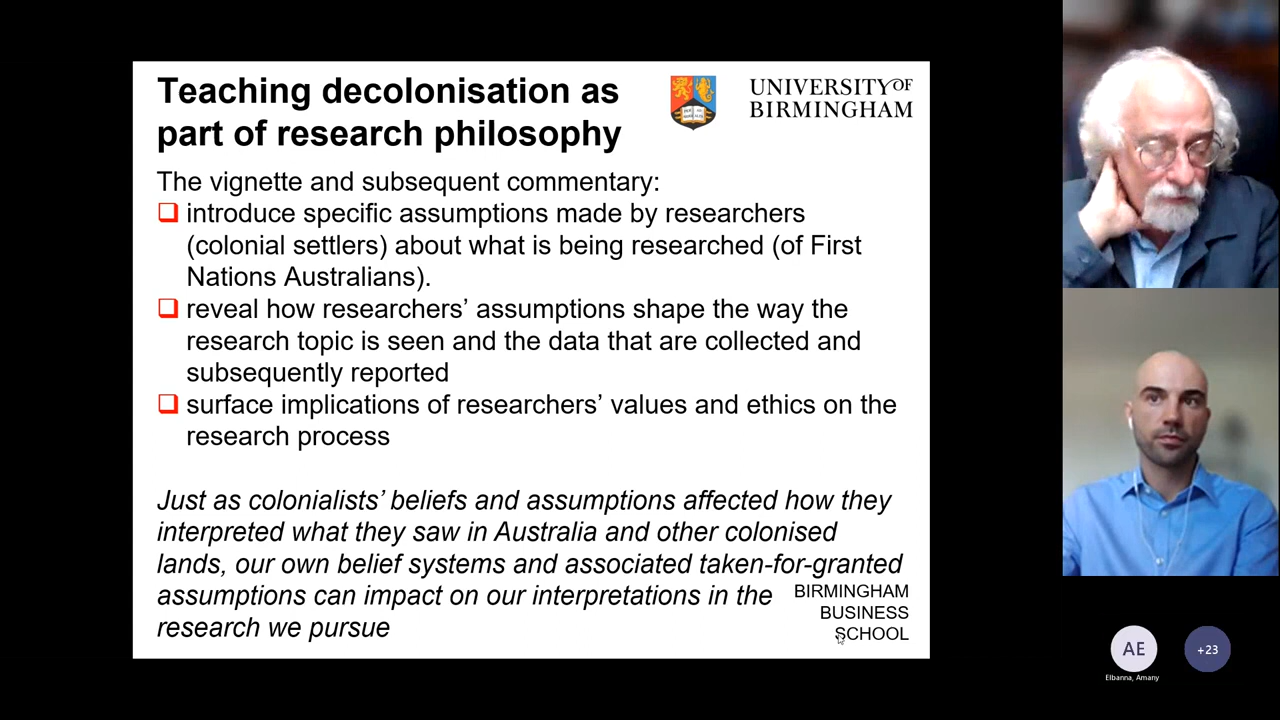 Teaching decolonisation as
part of research philosophy
UNIVERSITY OF
BIRMINGHAM
The vignette and subsequent commentary:
introduce specific assumptions made by researchers
(colonial settlers) about what is being researched (of First
Nations Australians).
reveal how researchers’ assumptions shape the way the
research topic is seen and the data that are collected and
subsequently reported
surface implications of researchers’ values and ethics on the
research process
Just as colonialists’ beliefs and assumptions affected how they
interpreted what they saw in Australia and other colonised
lands, our own belief systems and associated taken-for-granted
assumptions can impact on our interpretations in the
research we pursue
BIRMINGHAM
BUSINESS
SCHOOL
AE
+23
Elbanna, Amany